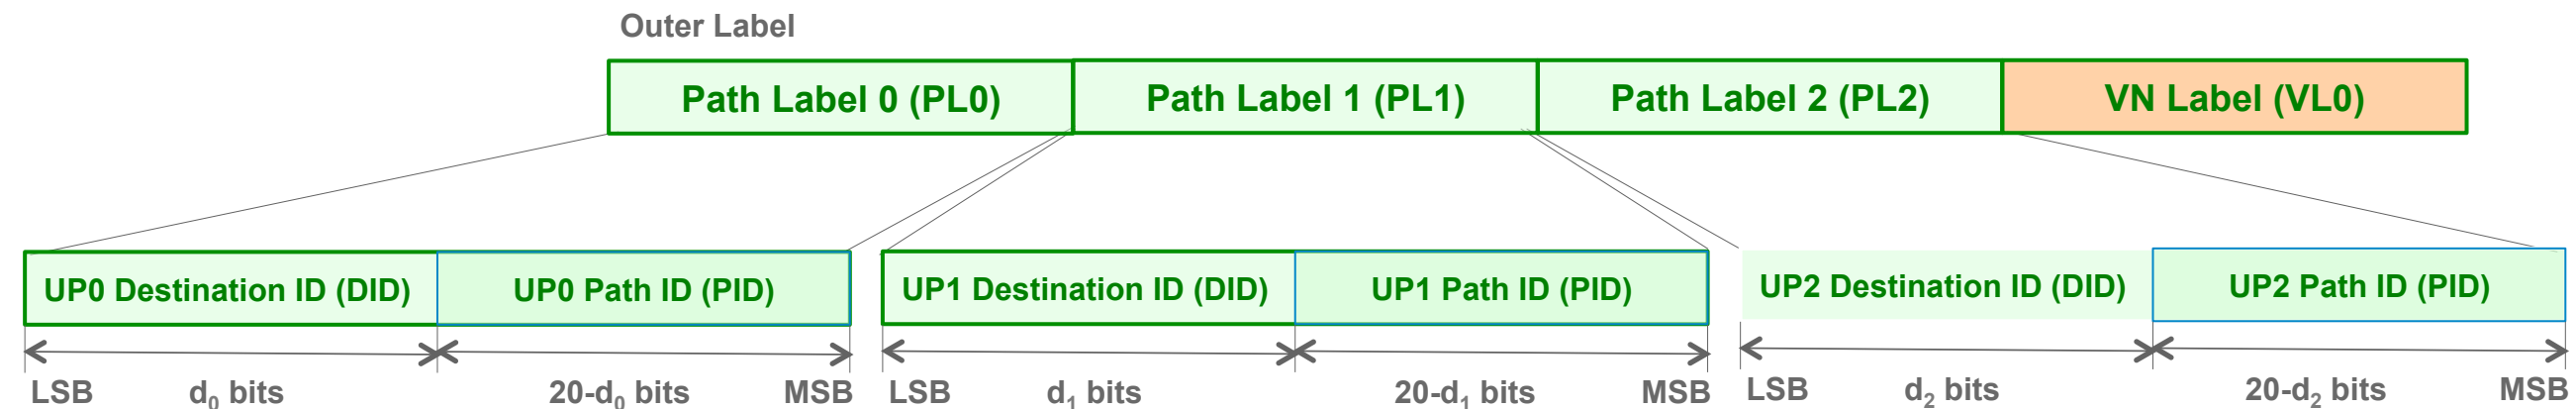 Outer Label
Path Label 0 (PL0) Path Label 1 (PL1) Path Label 2 (PL2) VN Label (VL0)
UP0 Destination ID (DID) UP0 Path ID (PID) UP1 Destination ID (DID) UP1 Path ID (PID) UP2 Destination ID (DID) UP2 Path ID (PID)
LSB d₀ bits 20-d₀ bits MSB LSB d₁ bits 20-d₁ bits MSB LSB d₂ bits 20-d₂ bits MSB